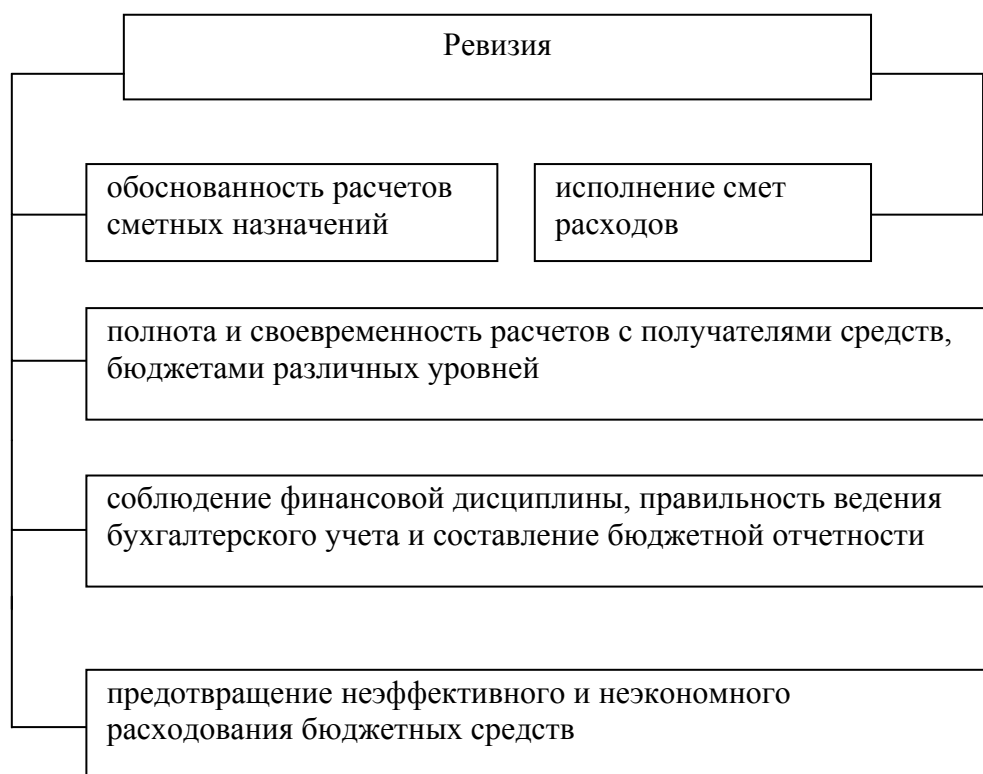 Ревизия
обоснованность расчетов
сметных назначений
исполнение смет
расходов
полнота и своевременность расчетов с получателями средств,
бюджетами различных уровней
соблюдение финансовой дисциплины, правильность ведения
бухгалтерского учета и составление бюджетной отчетности
предотвращение неэффективного и неэкономного
расходования бюджетных средств